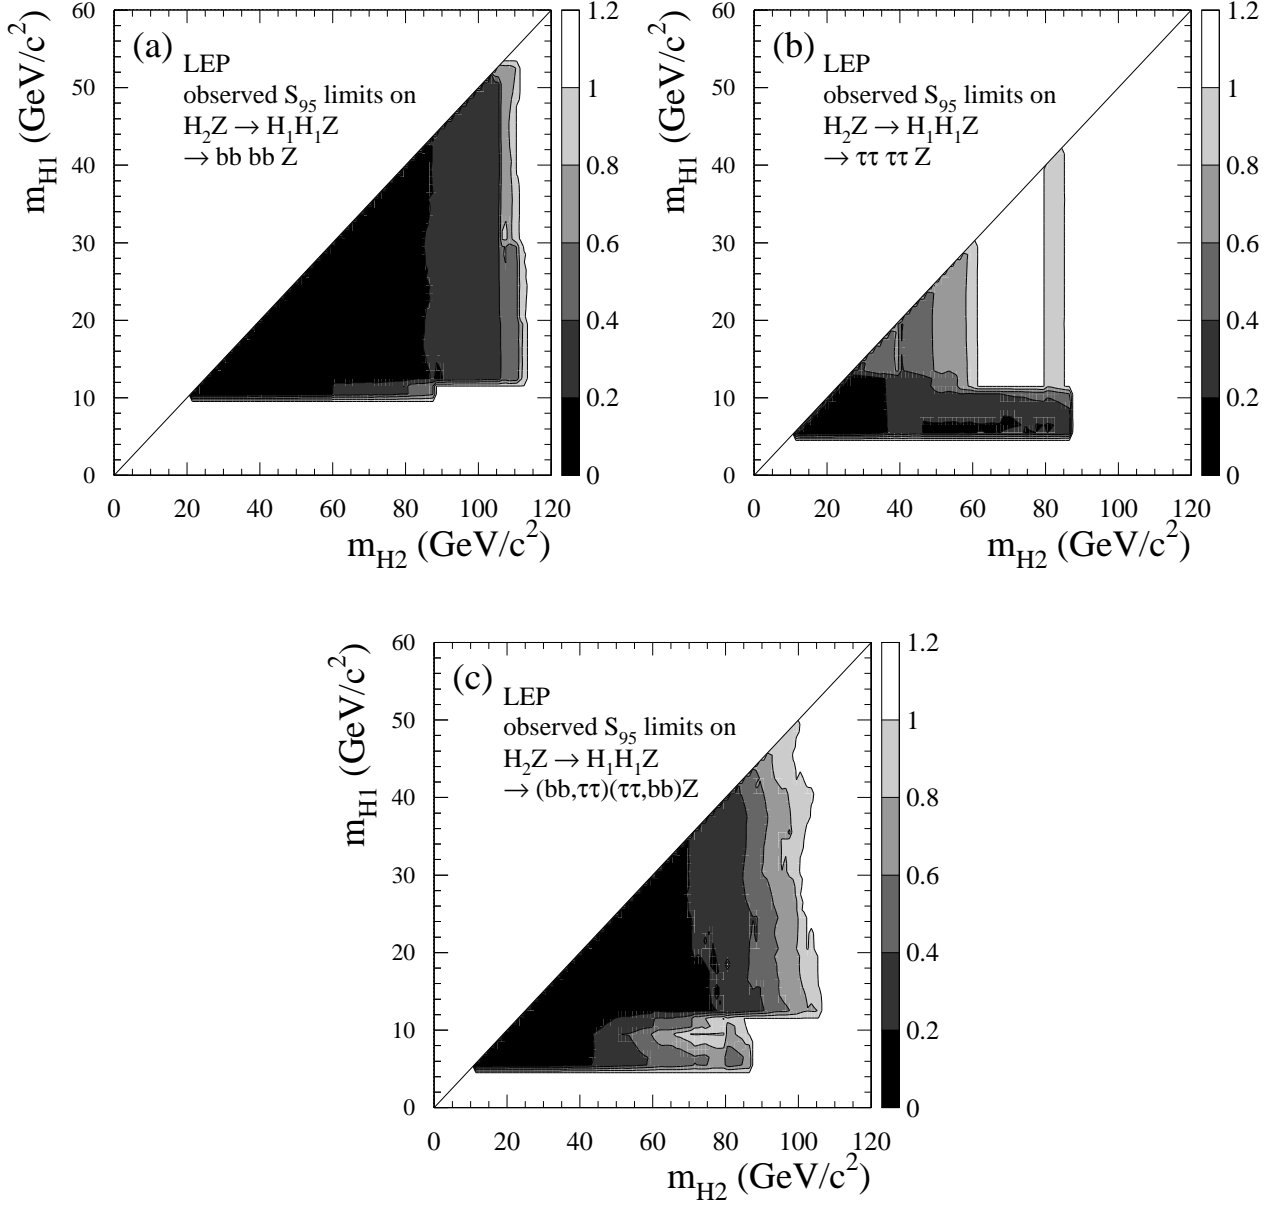 (a)
LEP
observed S95 limits on
H2Z → H1H1Z
→ bb bb Z
mH1 (GeV/c2)
60
50
40
30
20
10
0
0 20 40 60 80 100 120
mH2 (GeV/c2)
1.2
1
0.8
0.6
0.4
0.2
0
(b)
LEP
observed S95 limits on
H2Z → H1H1Z
→ ττ ττ Z
mH1 (GeV/c2)
60
50
40
30
20
10
0
0 20 40 60 80 100 120
mH2 (GeV/c2)
1.2
1
0.8
0.6
0.4
0.2
0
(c)
LEP
observed S95 limits on
H2Z → H1H1Z
→ (bb,ττ)(ττ,bb)Z
mH1 (GeV/c2)
60
50
40
30
20
10
0
0 20 40 60 80 100 120
mH2 (GeV/c2)
1.2
1
0.8
0.6
0.4
0.2
0